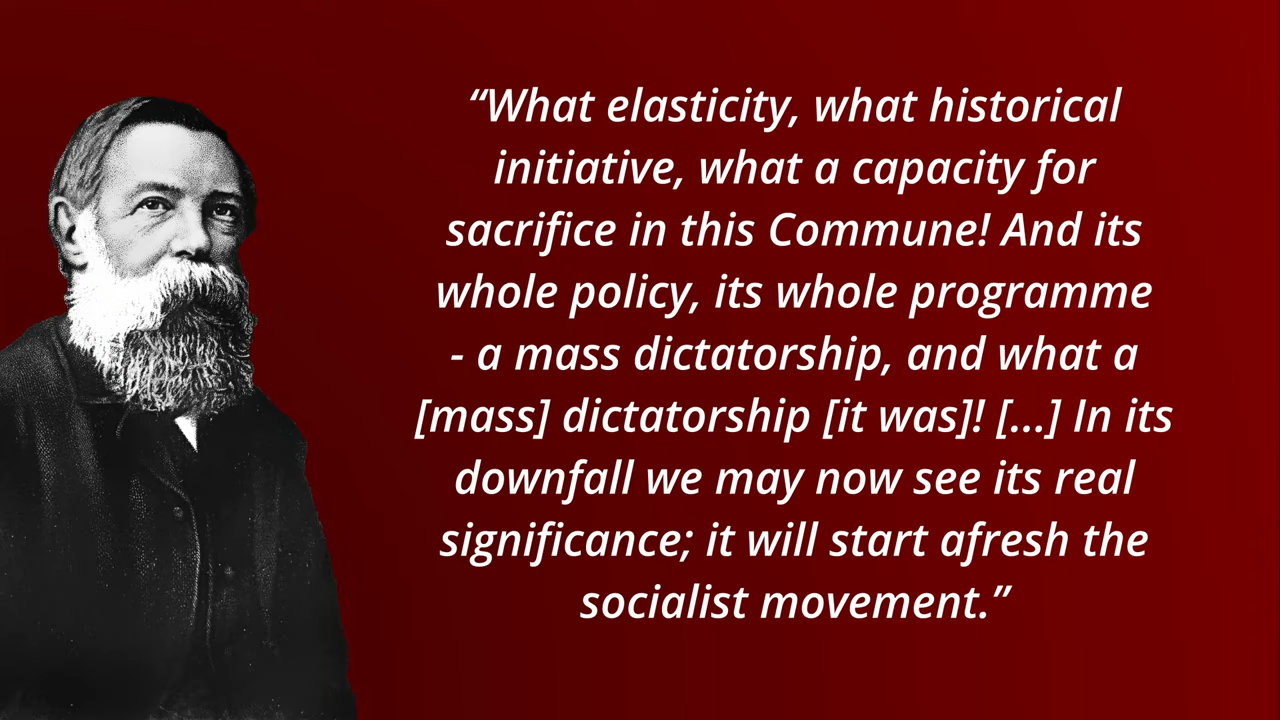 “What elasticity, what historical
initiative, what a capacity for
sacrifice in this Commune! And its
whole policy, its whole programme
- a mass dictatorship, and what a
[mass] dictatorship [it was]! [...] In its
downfall we may now see its real
significance; it will start afresh the
socialist movement.”